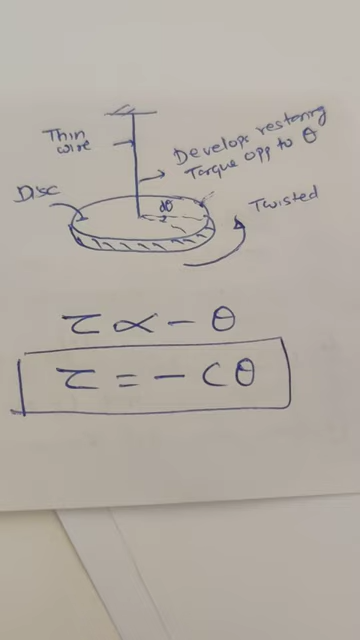 Thin
wire
Develops restoring
Torque opp to θ
Disc
dθ
Twisted
τ ∝ - θ
τ = - Cθ